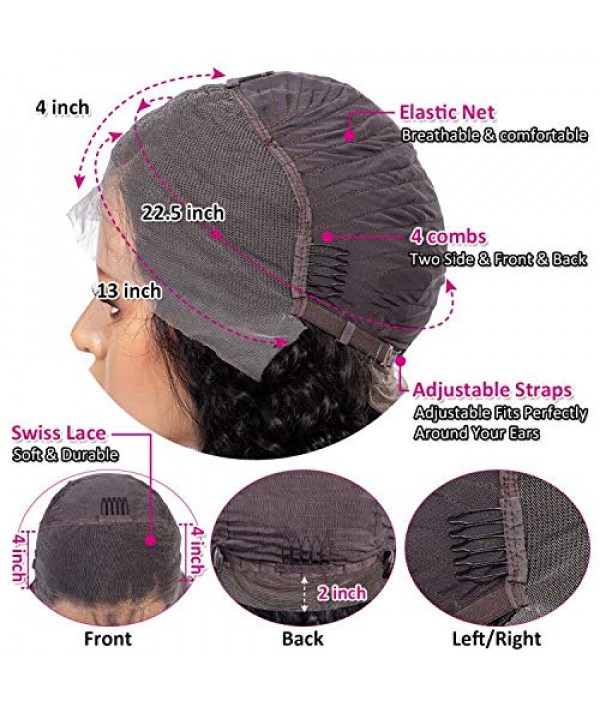 4 inch
Elastic Net
Breathable & comfortable
22.5 inch
4 combs
Two Side & Front & Back
13 inch
Adjustable Straps
Adjustable Fits Perfectly
Around Your Ears
Swiss Lace
Soft & Durable
4 inch
4 inch
2 inch
Front
Back
Left/Right